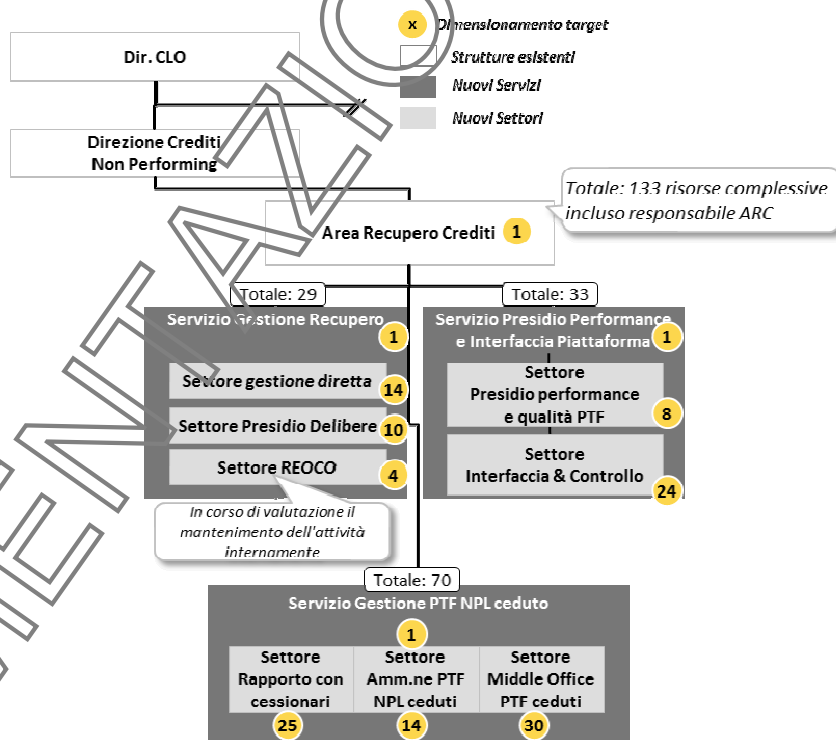 x Dimensionamento target
Strutture esistenti
Nuovi Servizi
Nuovi Settori
Dir. CLO
Direzione Crediti
Non Performing
Totale: 133 risorse complessive
incluso responsabile ARC
Area Recupero Crediti 1
Totale: 29
Servizio Gestione Recupero
1
Settore gestione diretta
14
Settore Presidio Delibere
10
Settore REOCO
4
In corso di valutazione il
mantenimento dell'attività
internamente
Totale: 33
Servizio Presidio Performance
e Interfaccia Piattaforma
1
Settore
Presidio performance
e qualità PTF
8
Settore
Interfaccia & Controllo
24
Totale: 70
Servizio Gestione PTF NPL ceduto
1
Settore
Rapporto con
cessionari
25
Settore
Amm.ne PTF
NPL ceduti
14
Settore
Middle Office
PTF ceduti
30